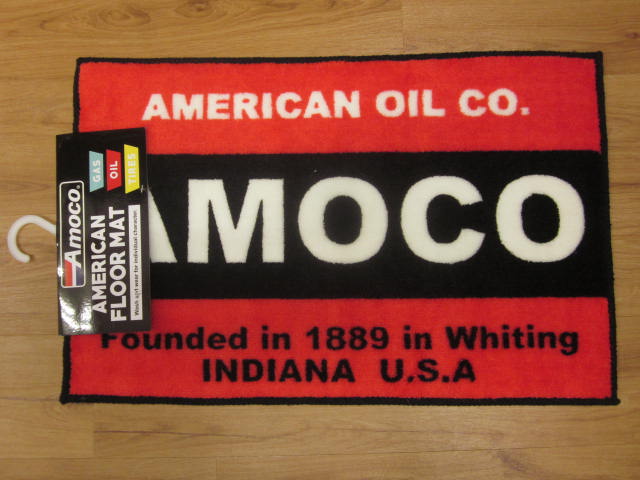 AMERICAN OIL CO.
AMOCO
Founded in 1889 in Whiting
INDIANA U.S.A
Amoco®
AMERICAN
FLOOR MAT
GAS
OIL
TIRES